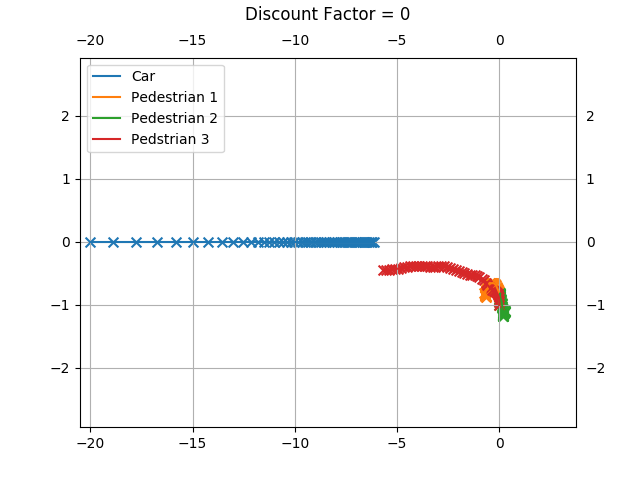 Discount Factor = 0
−20 −15 −10 −5 0
Car
Pedestrian 1
Pedestrian 2
Pedstrian 3
2 2
1 1
0 0
−1 −1
−2 −2
−20 −15 −10 −5 0